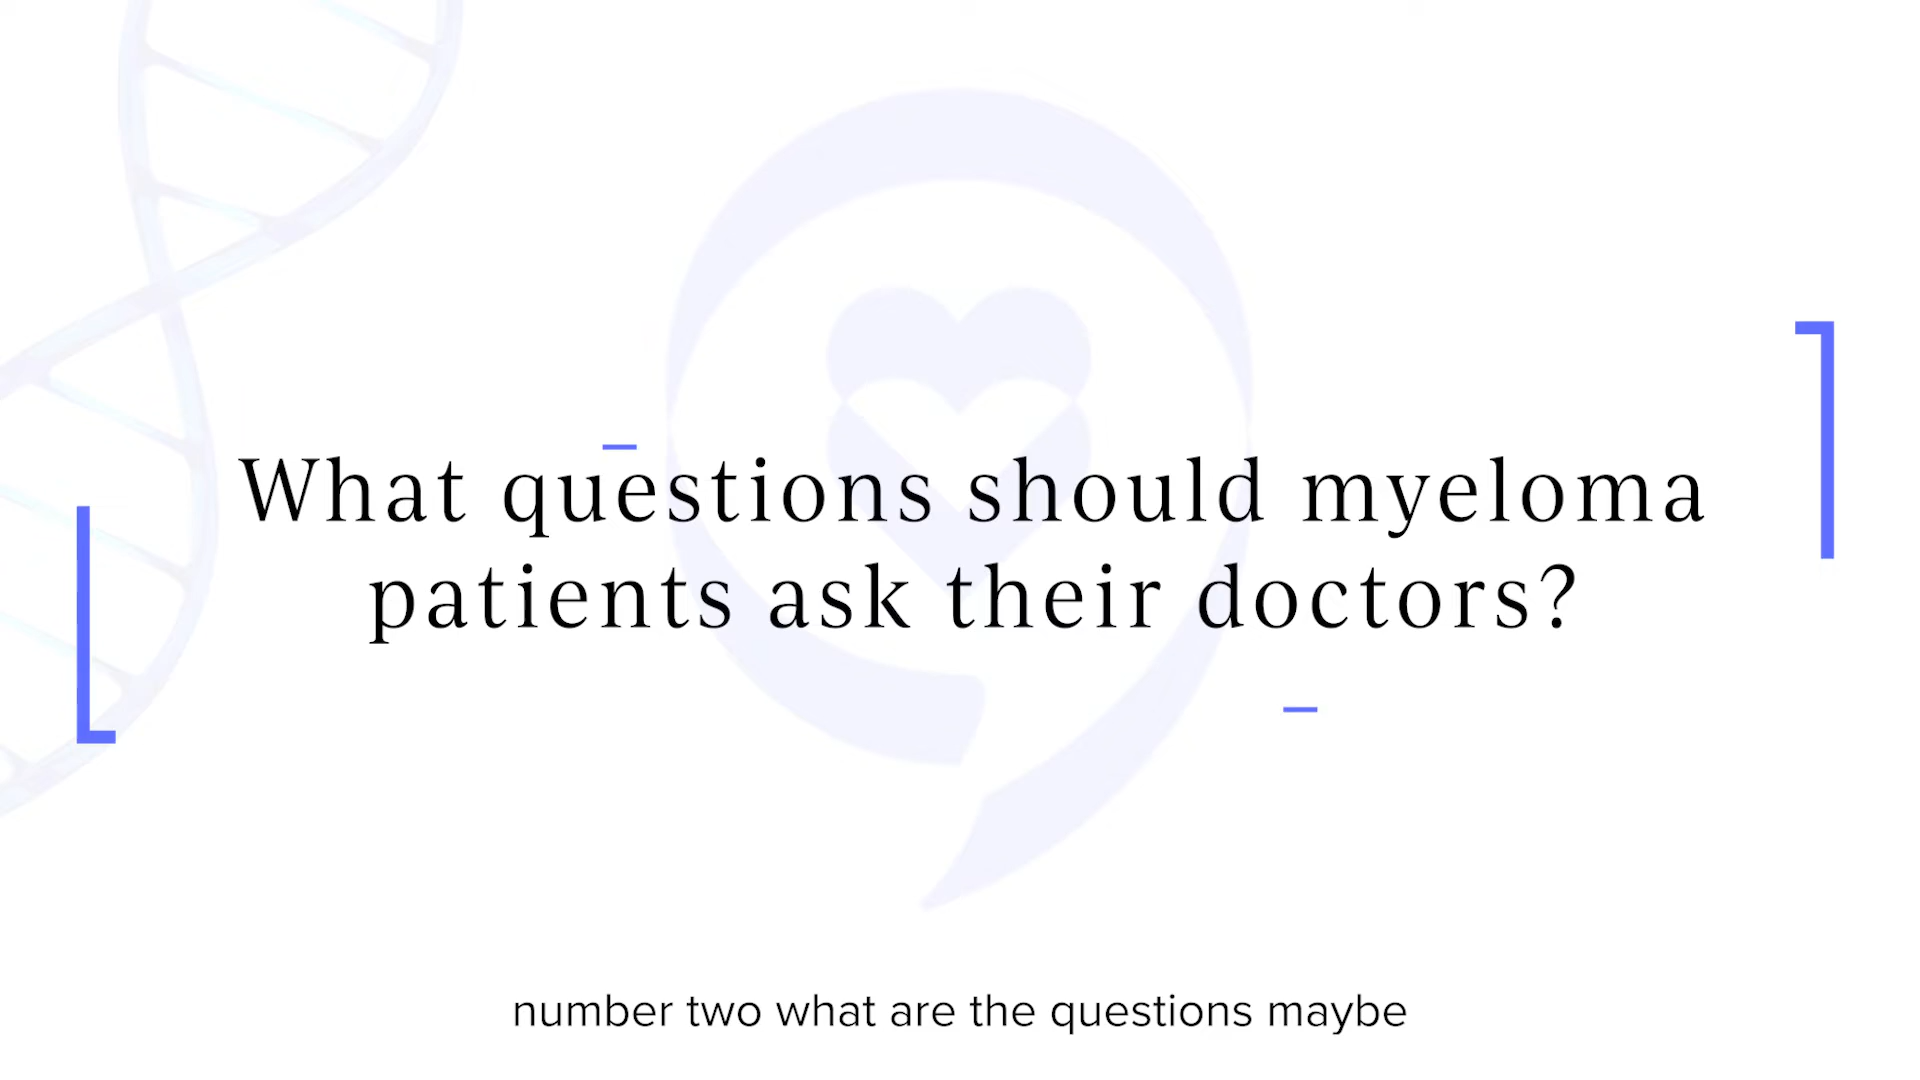 What questions should myeloma
patients ask their doctors?
number two what are the questions maybe